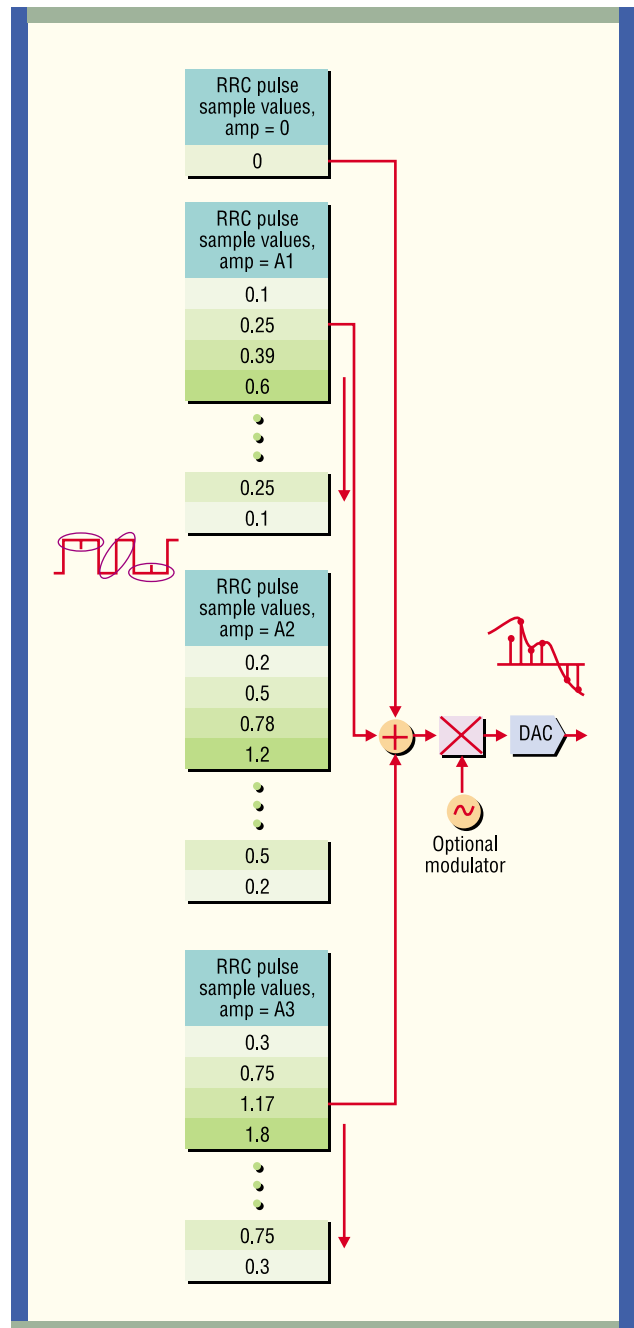 RRC pulse
sample values,
amp = 0
0
RRC pulse
sample values,
amp = A1
0.1
0.25
0.39
0.6
0.25
0.1
RRC pulse
sample values,
amp = A2
0.2
0.5
0.78
1.2
0.5
0.2
DAC
Optional
modulator
RRC pulse
sample values,
amp = A3
0.3
0.75
1.17
1.8
0.75
0.3